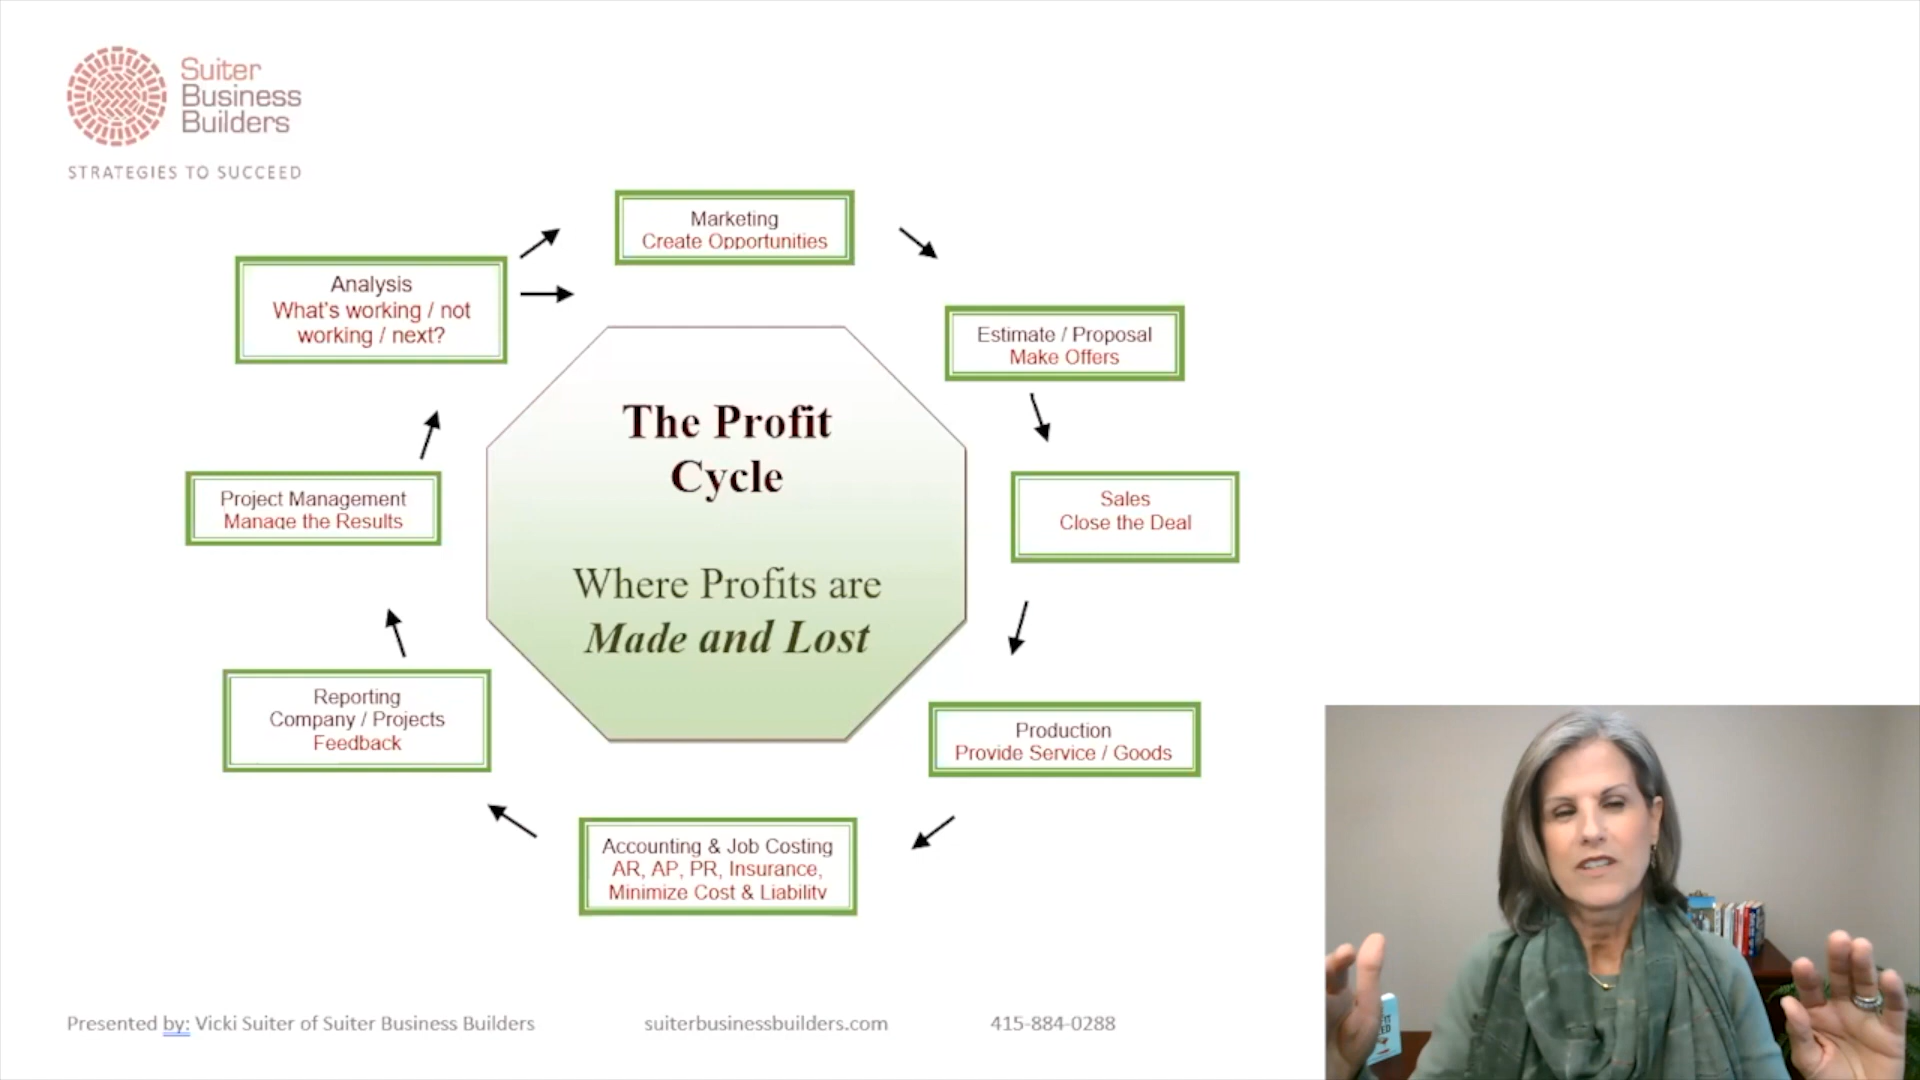 Suiter
Business
Builders
STRATEGIES TO SUCCEED
Marketing
Create Opportunities
Analysis
What's working / not
working / next?
Estimate / Proposal
Make Offers
The Profit
Cycle
Where Profits are
Made and Lost
Project Management
Manage the Results
Sales
Close the Deal
Reporting
Company / Projects
Feedback
Production
Provide Service / Goods
Accounting & Job Costing
AR, AP, PR, Insurance,
Minimize Cost & Liability
Presented by: Vicki Suiter of Suiter Business Builders
suiterbusinessbuilders.com
415-884-0288